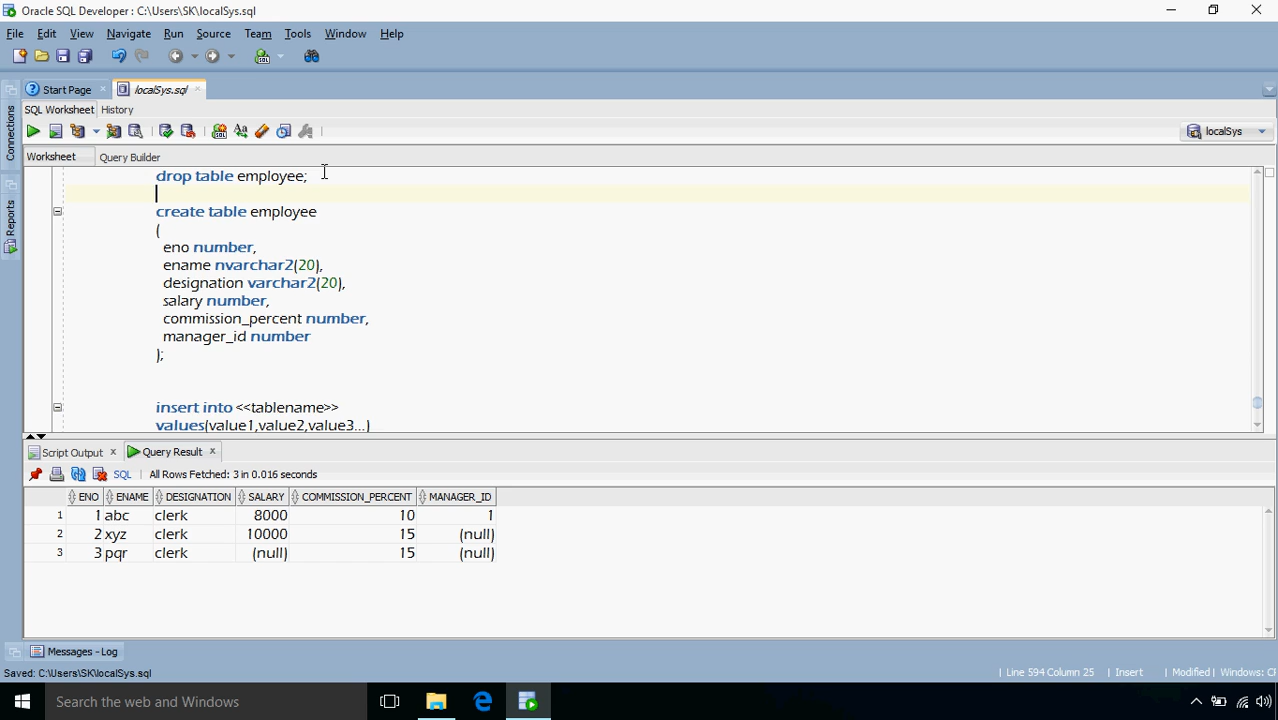 Oracle SQL Developer : C:\Users\SK\localSys.sql
File Edit View Navigate Run Source Team Tools Window Help
Start Page localSys.sql
SQL Worksheet History
localSys
Worksheet Query Builder
Connections
Reports
drop table employee;
create table employee
(
eno number,
ename nvarchar2(20),
designation varchar2(20),
salary number,
commission_percent number,
manager_id number
);
insert into <<tablename>>
values(value1,value2,value3...)
Script Output Query Result
SQL All Rows Fetched: 3 in 0.016 seconds
ENO ENAME DESIGNATION SALARY COMMISSION_PERCENT MANAGER_ID
1 1 abc clerk 8000 10 1
2 2 xyz clerk 10000 15 (null)
3 3 pqr clerk (null) 15 (null)
Messages - Log
Saved: C:\Users\SK\localSys.sql
Line 594 Column 25 Insert Modified Windows: CF
Search the web and Windows